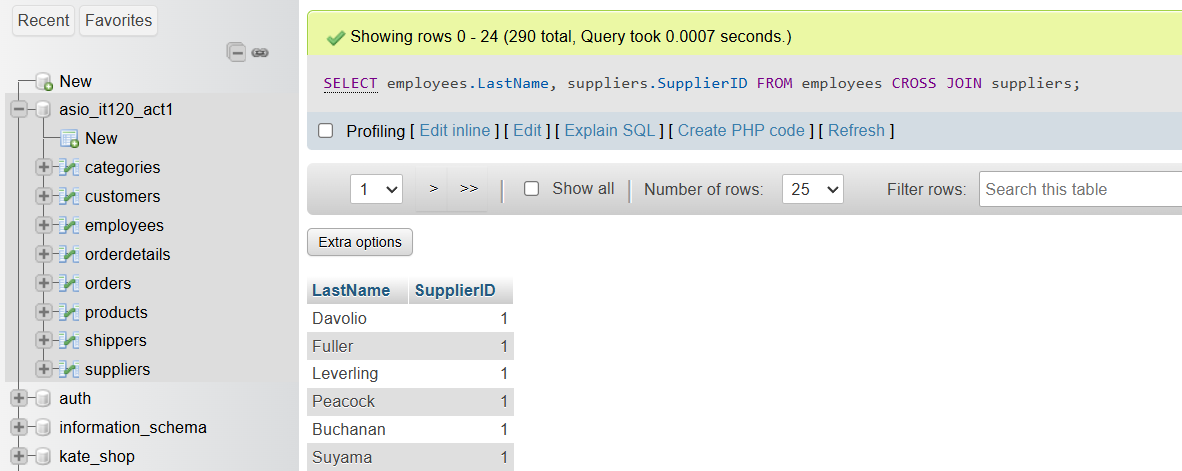 Recent Favorites
New
asio_it120_act1
New
categories
customers
employees
orderdetails
orders
products
shippers
suppliers
auth
information_schema
kate_shop
Showing rows 0 - 24 (290 total, Query took 0.0007 seconds.)
SELECT employees.LastName, suppliers.SupplierID FROM employees CROSS JOIN suppliers;
Profiling [ Edit inline ] [ Edit ] [ Explain SQL ] [ Create PHP code ] [ Refresh ]
1 > >> Show all Number of rows: 25 Filter rows: Search this table
Extra options
LastName SupplierID
Davolio 1
Fuller 1
Leverling 1
Peacock 1
Buchanan 1
Suyama 1